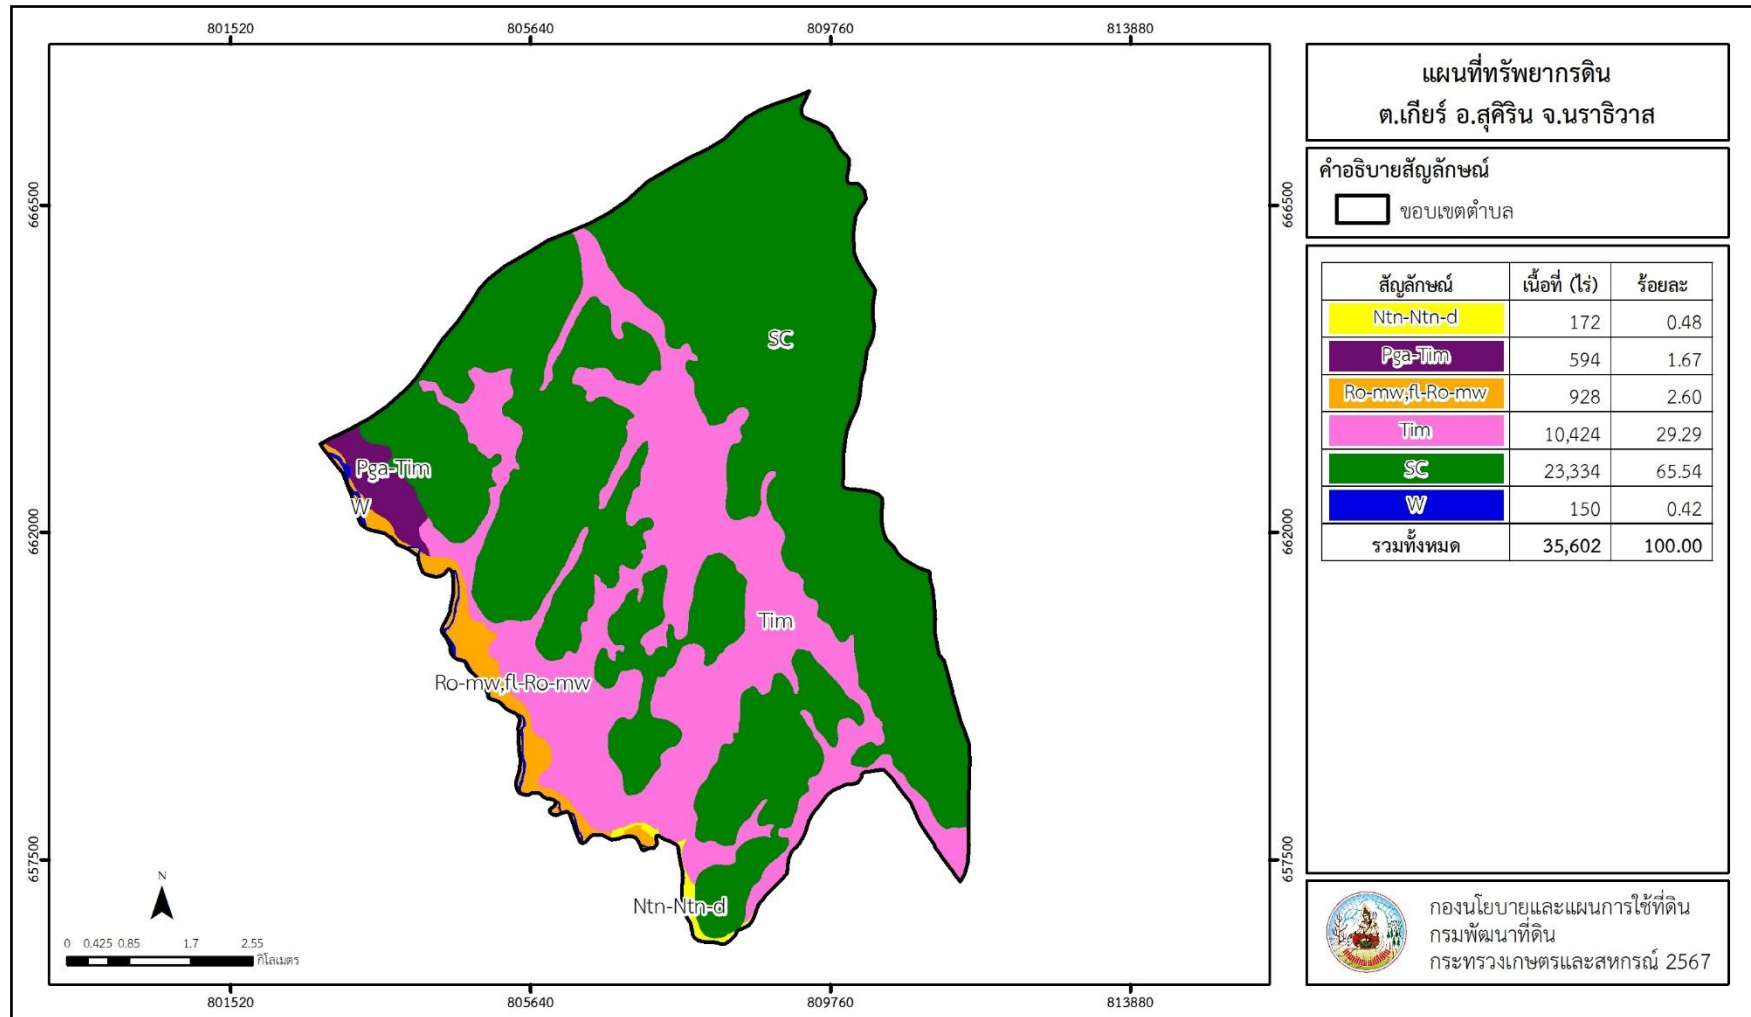 801520 805640 809760 813880
แผนที่ทรัพยากรดิน
ต.เกียร์ อ.สุคิริน จ.นราธิวาส
คำอธิบายสัญลักษณ์
ขอบเขตตำบล
666500 666500
สัญลักษณ์ เนื้อที่ (ไร่) ร้อยละ
Ntn-Ntn-d 172 0.48
Pga-Tim 594 1.67
Ro-mw,fl-Ro-mw 928 2.60
Tim 10,424 29.29
SC 23,334 65.54
W 150 0.42
รวมทั้งหมด 35,602 100.00
SC
Pga-Tim
W
662000 662000
Tim
Ro-mw,fl-Ro-mw
657500 657500
Ntn-Ntn-d
N
0 0.425 0.85 1.7 2.55
กิโลเมตร
กองนโยบายและแผนการใช้ที่ดิน
กรมพัฒนาที่ดิน
กระทรวงเกษตรและสหกรณ์ 2567
801520 805640 809760 813880